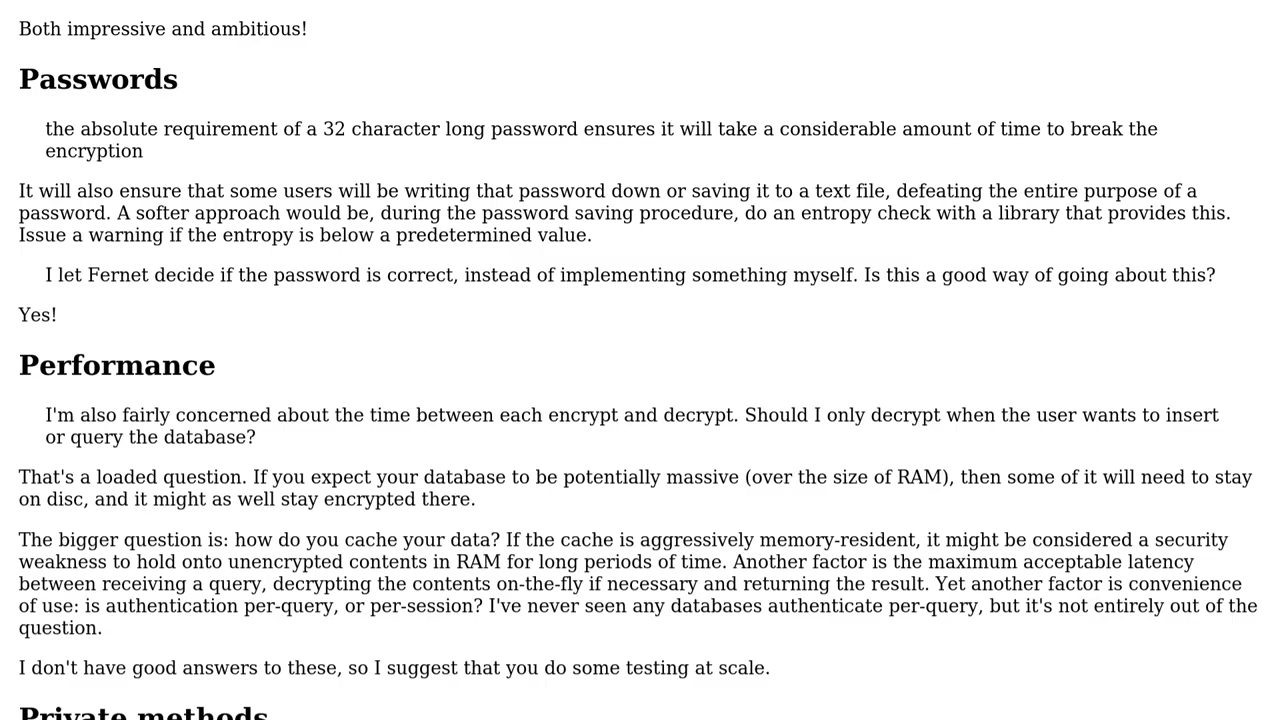 Both impressive and ambitious!
Passwords
the absolute requirement of a 32 character long password ensures it will take a considerable amount of time to break the
encryption
It will also ensure that some users will be writing that password down or saving it to a text file, defeating the entire purpose of a
password. A softer approach would be, during the password saving procedure, do an entropy check with a library that provides this.
Issue a warning if the entropy is below a predetermined value.
I let Fernet decide if the password is correct, instead of implementing something myself. Is this a good way of going about this?
Yes!
Performance
I'm also fairly concerned about the time between each encrypt and decrypt. Should I only decrypt when the user wants to insert
or query the database?
That's a loaded question. If you expect your database to be potentially massive (over the size of RAM), then some of it will need to stay
on disc, and it might as well stay encrypted there.
The bigger question is: how do you cache your data? If the cache is aggressively memory-resident, it might be considered a security
weakness to hold onto unencrypted contents in RAM for long periods of time. Another factor is the maximum acceptable latency
between receiving a query, decrypting the contents on-the-fly if necessary and returning the result. Yet another factor is convenience
of use: is authentication per-query, or per-session? I've never seen any databases authenticate per-query, but it's not entirely out of the
question.
I don't have good answers to these, so I suggest that you do some testing at scale.
Private methods